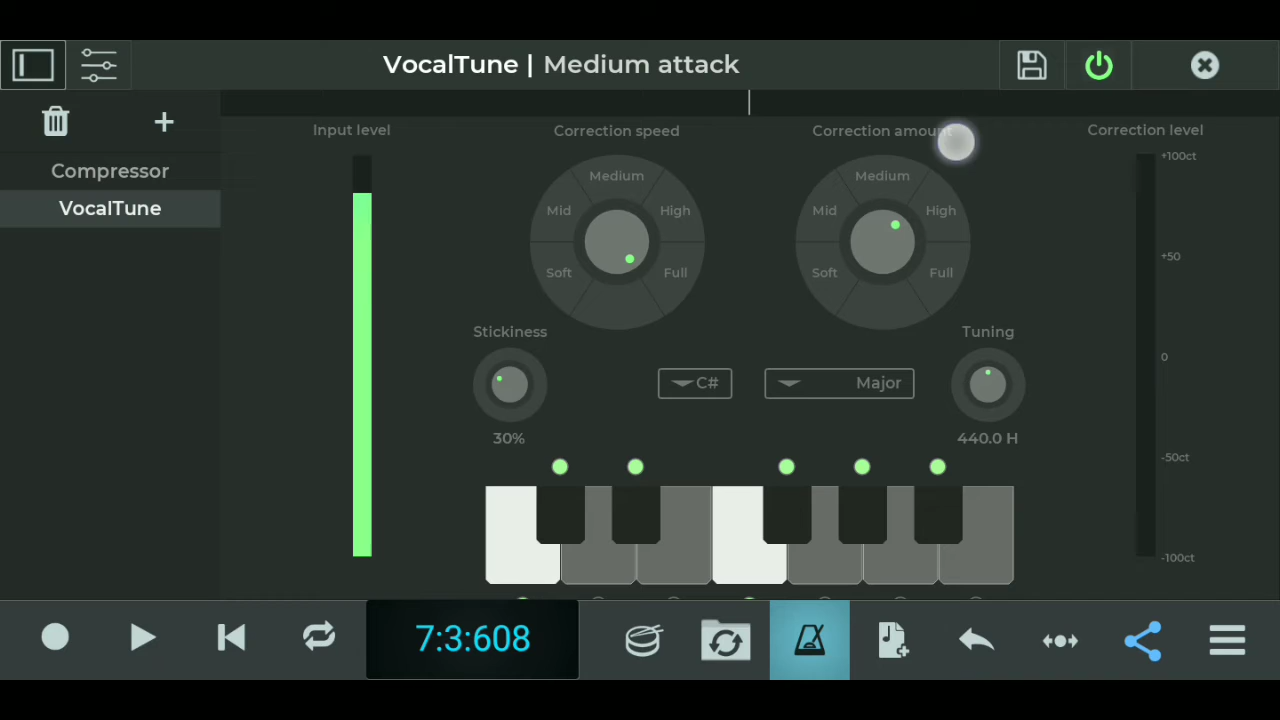 VocalTune | Medium attack
Compressor
VocalTune
Input level
Correction speed
Medium
Mid
High
Soft
Full
Correction amount
Medium
Mid
High
Soft
Full
Correction level
+100ct
+50
0
-50ct
-100ct
Stickiness
30%
C#
Major
Tuning
440.0 H
7:3:608